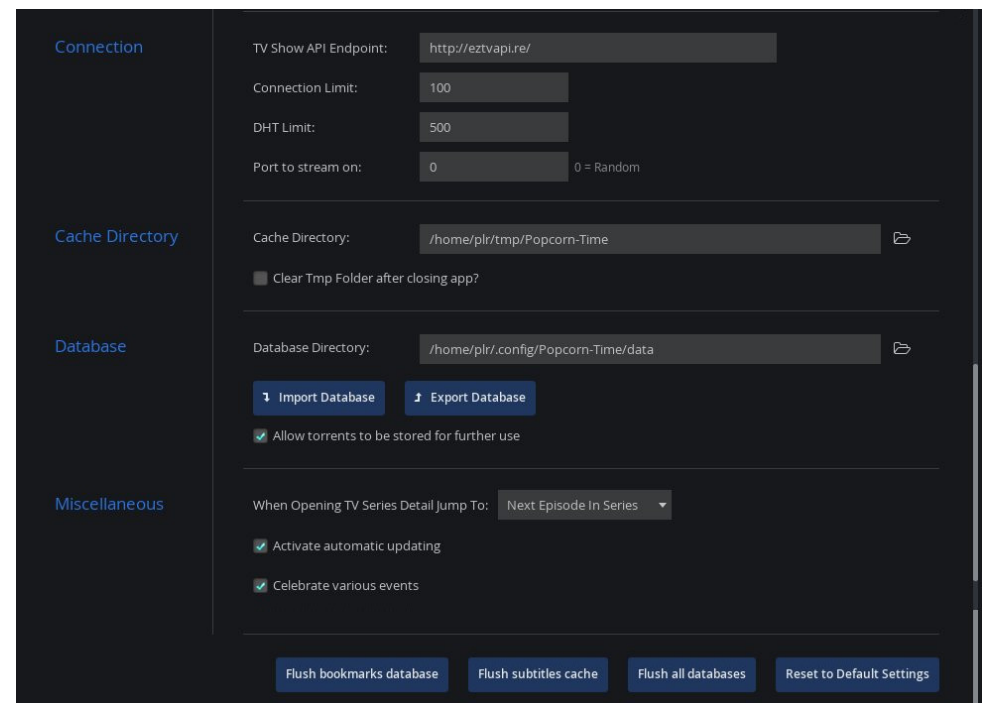 Connection
TV Show API Endpoint: http://eztvapi.re/
Connection Limit: 100
DHT Limit: 500
Port to stream on: 0 0 = Random
Cache Directory
Cache Directory: /home/plr/tmp/Popcorn-Time
Clear Tmp Folder after closing app?
Database
Database Directory: /home/plr/.config/Popcorn-Time/data
Import Database Export Database
Allow torrents to be stored for further use
Miscellaneous
When Opening TV Series Detail Jump To: Next Episode In Series
Activate automatic updating
Celebrate various events
Flush bookmarks database Flush subtitles cache Flush all databases Reset to Default Settings